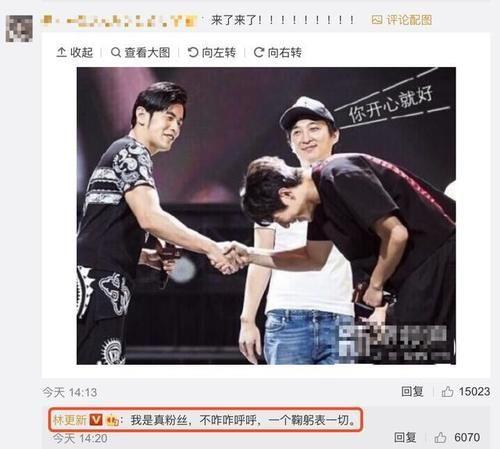 来了来了！！！！！！！！！ 评论配图
收起 查看大图 向左转 向右转
你开心就好
今天 14:13 回复 15023
林更新 V ：我是真粉丝，不咋咋呼呼，一个鞠躬表一切。
今天 14:20 回复 6070